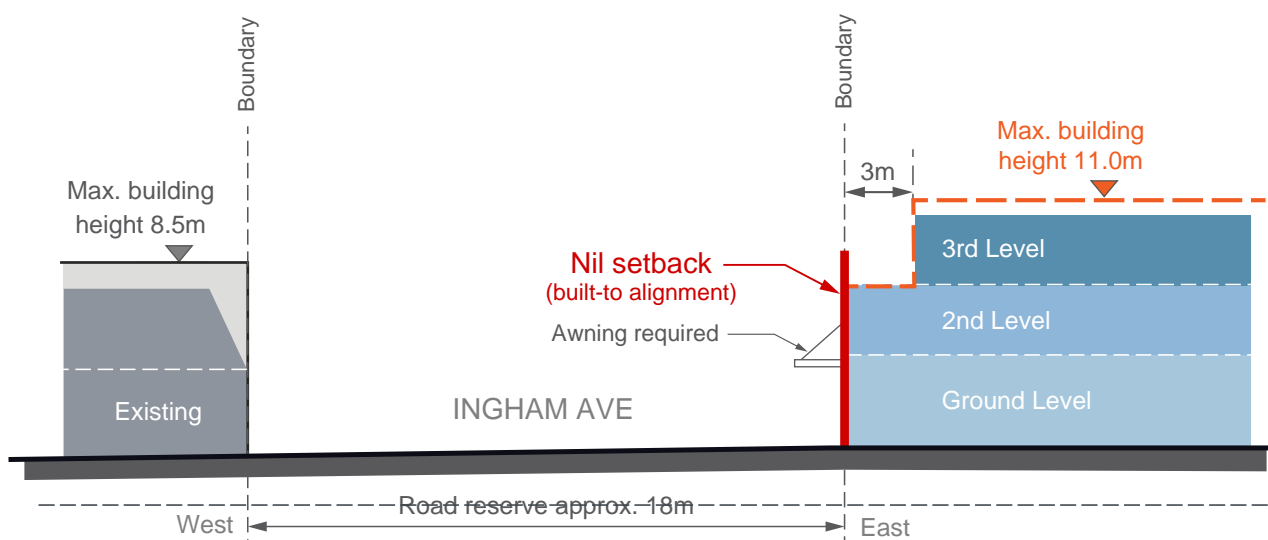 Boundary
Boundary
Max. building
height 11.0m
3m
Max. building
height 8.5m
3rd Level
Nil setback
(built-to alignment)
2nd Level
Awning required
Existing
INGHAM AVE
Ground Level
Road reserve approx. 18m
West
East